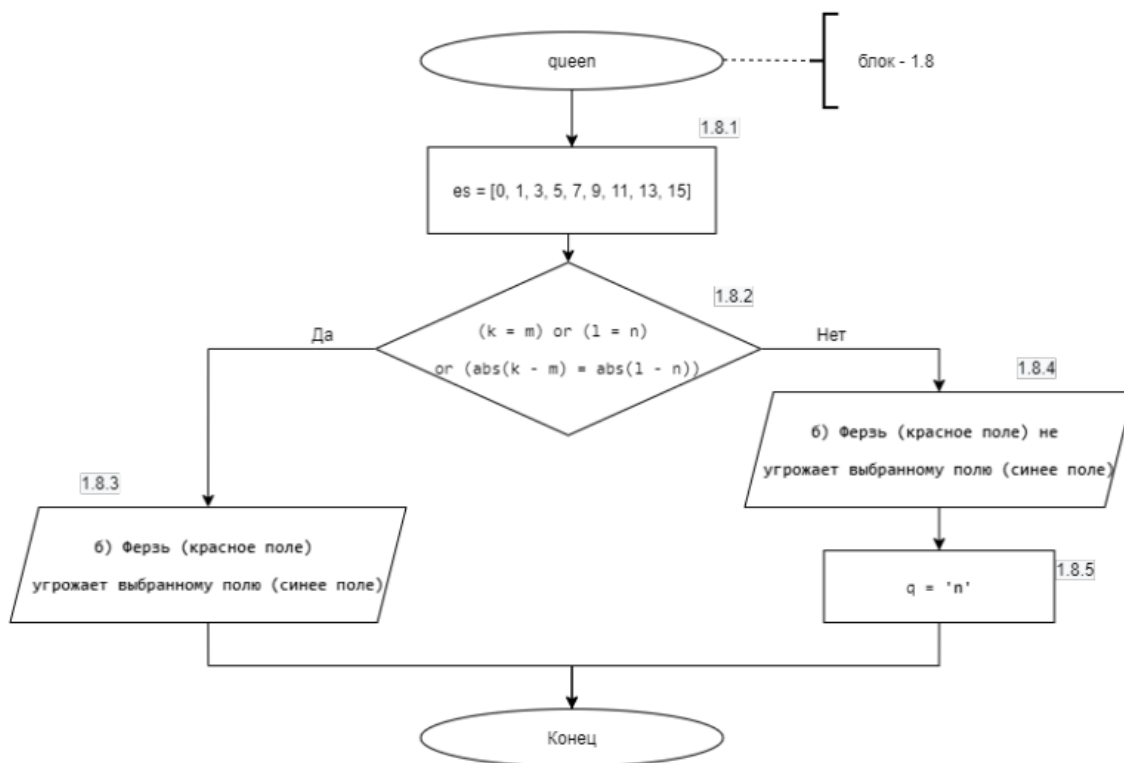 queen
блок - 1.8
1.8.1
es = [0, 1, 3, 5, 7, 9, 11, 13, 15]
1.8.2
(k = m) or (l = n)
or (abs(k - m) = abs(l - n))
Да
Нет
1.8.4
б) Ферзь (красное поле) не
угрожает выбранному полю (синее поле)
1.8.3
б) Ферзь (красное поле)
угрожает выбранному полю (синее поле)
1.8.5
q = 'n'
Конец